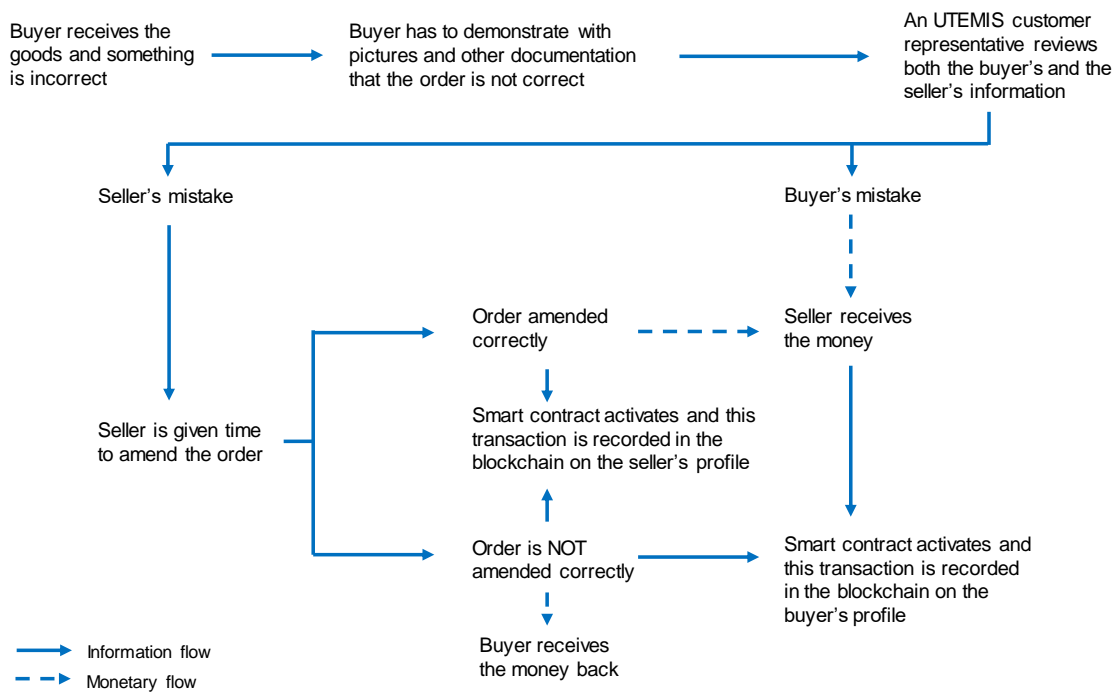 Buyer receives the
goods and something
is incorrect
Buyer has to demonstrate with
pictures and other documentation
that the order is not correct
An UTEMIS customer
representative reviews
both the buyer's and the
seller's information
Seller's mistake
Buyer's mistake
Order amended
correctly
Seller receives
the money
Seller is given time
to amend the order
Smart contract activates and this
transaction is recorded in the
blockchain on the seller's profile
Order is NOT
amended correctly
Smart contract activates and
this transaction is recorded
in the blockchain on the
buyer's profile
Buyer receives
the money back
Information flow
Monetary flow